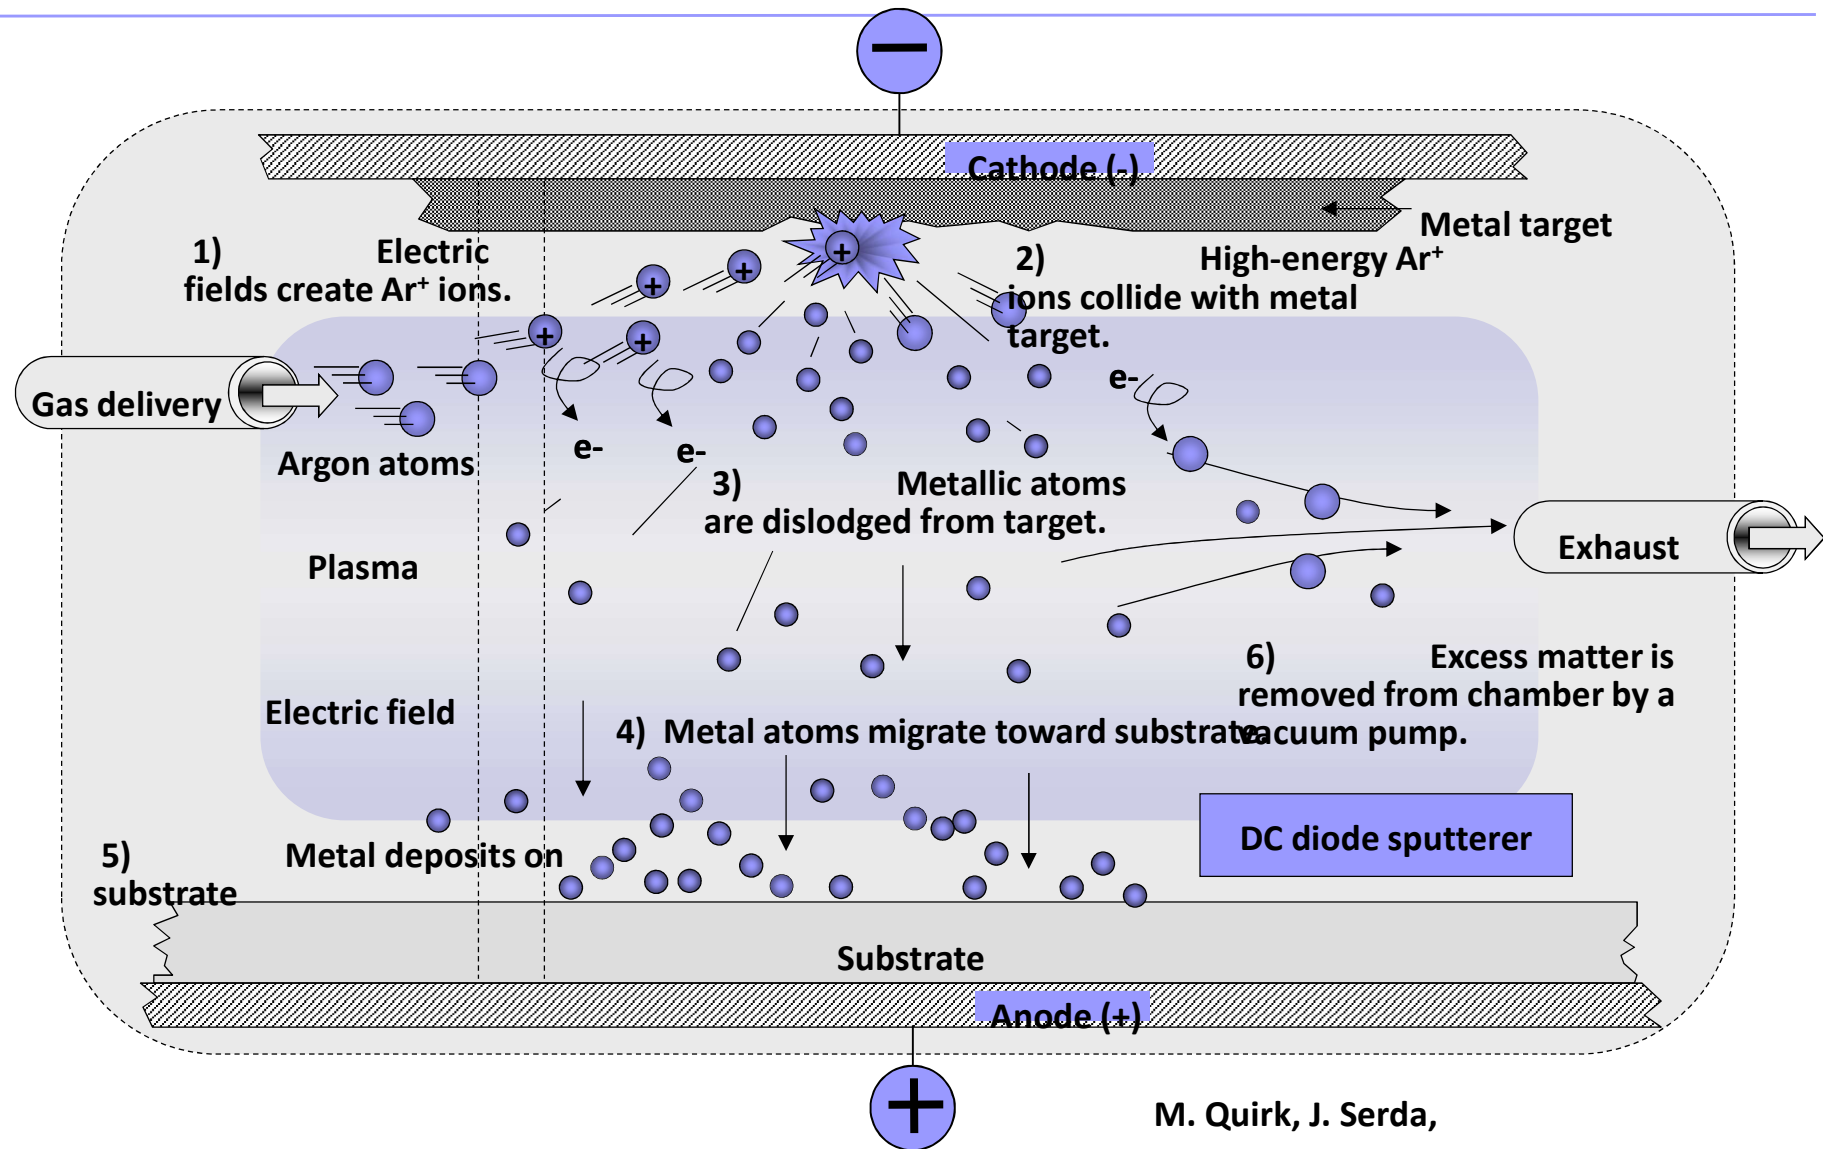 Cathode (-)
Metal target
1) Electric
fields create Ar⁺ ions.
2) High-energy Ar⁺
ions collide with metal
target.
+
+
+
+
+
Gas delivery
e-
Argon atoms
e-
e-
3) Metallic atoms
are dislodged from target.
Plasma
Exhaust
6) Excess matter is
removed from chamber by a
vacuum pump.
Electric field
4) Metal atoms migrate toward substrate.
DC diode sputterer
5) Metal deposits on
substrate
Substrate
Anode (+)
M. Quirk, J. Serda,